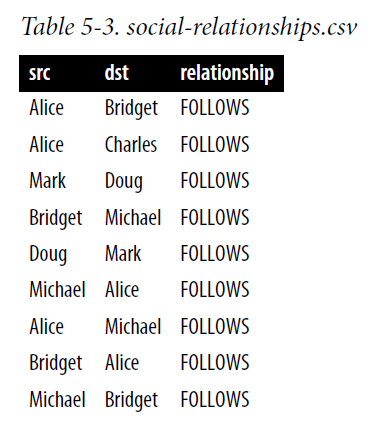 Table 5-3. social-relationships.csv
src dst relationship
Alice Bridget FOLLOWS
Alice Charles FOLLOWS
Mark Doug FOLLOWS
Bridget Michael FOLLOWS
Doug Mark FOLLOWS
Michael Alice FOLLOWS
Alice Michael FOLLOWS
Bridget Alice FOLLOWS
Michael Bridget FOLLOWS